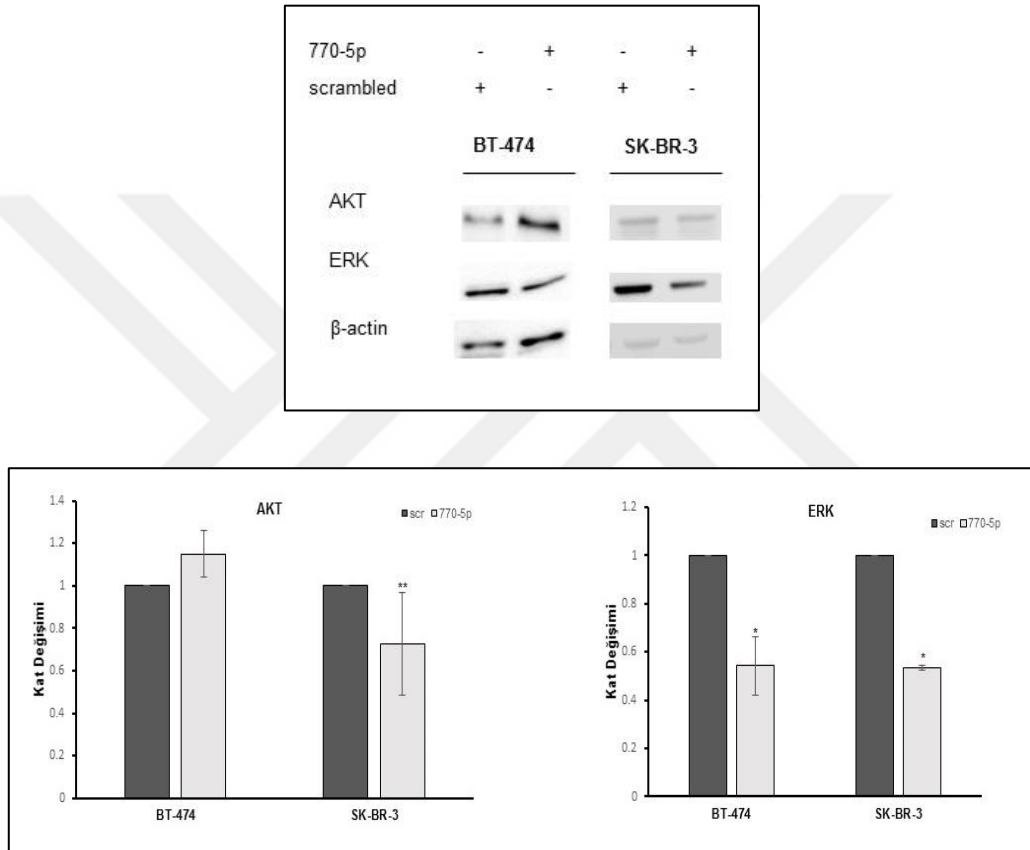 770-5p - + - +
scrambled + - + -
BT-474 SK-BR-3
AKT
ERK
β-actin
AKT
scr 770-5p
Kat Değişimi
1.4
1.2
1
0.8
0.6
0.4
0.2
0
**
BT-474 SK-BR-3
ERK
scr 770-5p
Kat Değişimi
1.2
1
0.8
0.6
0.4
0.2
0
* *
BT-474 SK-BR-3